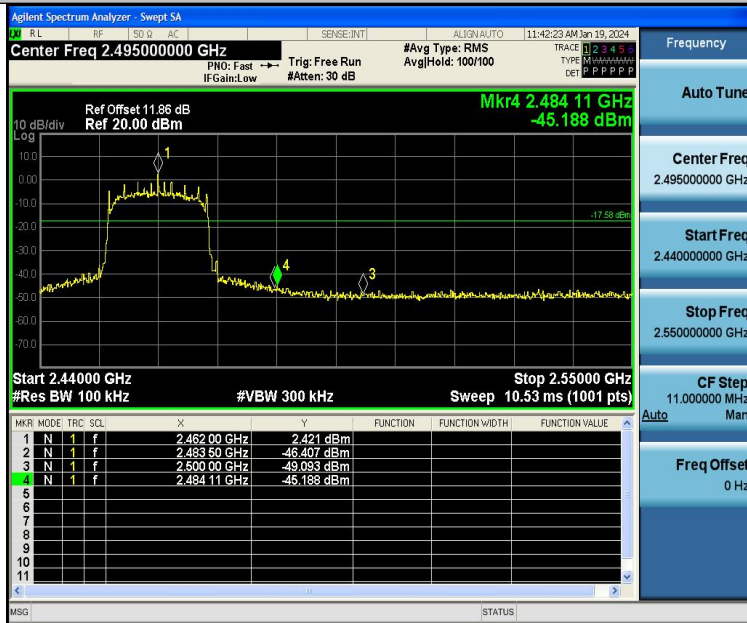 Agilent Spectrum Analyzer - Swept SA
LXI RL RF 50 Ω AC SENSE:INT ALIGN AUTO 11:42:23 AM Jan 19, 2024
Center Freq 2.495000000 GHz
PNO: Fast
IFGain:Low
Trig: Free Run
#Atten: 30 dB
#Avg Type: RMS
Avg|Hold: 100/100
TRACE 1 2 3 4 5 6
TYPE M
DET P P P P P P
Mkr4 2.484 11 GHz
-45.188 dBm
Ref Offset 11.86 dB
10 dB/div Ref 20.00 dBm
Log
10.0
0.00
-10.0
-20.0
-30.0
-40.0
-50.0
-60.0
-70.0
1
-17.58 dBm
4
3
Start 2.44000 GHz Stop 2.55000 GHz
#Res BW 100 kHz #VBW 300 kHz Sweep 10.53 ms (1001 pts)
MKR MODE TRC SCL X Y FUNCTION FUNCTION WIDTH FUNCTION VALUE
1 N 1 f 2.462 00 GHz 2.421 dBm
2 N 1 f 2.483 50 GHz -46.407 dBm
3 N 1 f 2.500 00 GHz -49.093 dBm
4 N 1 f 2.484 11 GHz -45.188 dBm
5
6
7
8
9
10
11
MSG STATUS
Frequency
Auto Tune
Center Freq
2.495000000 GHz
Start Freq
2.440000000 GHz
Stop Freq
2.550000000 GHz
CF Step
11.000000 MHz
Auto Man
Freq Offset
0 Hz